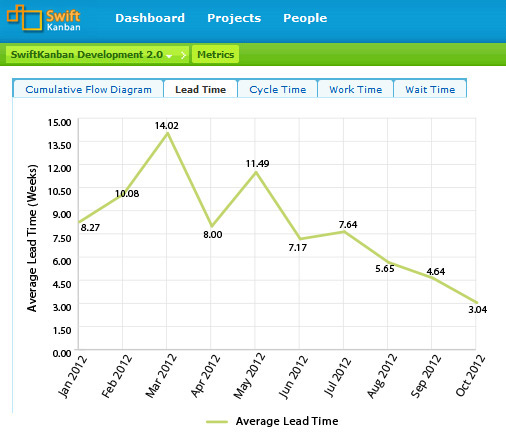 Swift
Kanban
Dashboard Projects People
SwiftKanban Development 2.0 Metrics
Cumulative Flow Diagram Lead Time Cycle Time Work Time Wait Time
Average Lead Time (Weeks)
15.00
13.50
12.00
10.50
9.00
7.50
6.00
4.50
3.00
1.50
0.00
8.27
10.08
14.02
8.00
11.49
7.17
7.64
5.65
4.64
3.04
Jan 2012
Feb 2012
Mar 2012
Apr 2012
May 2012
Jun 2012
Jul 2012
Aug 2012
Sep 2012
Oct 2012
Average Lead Time